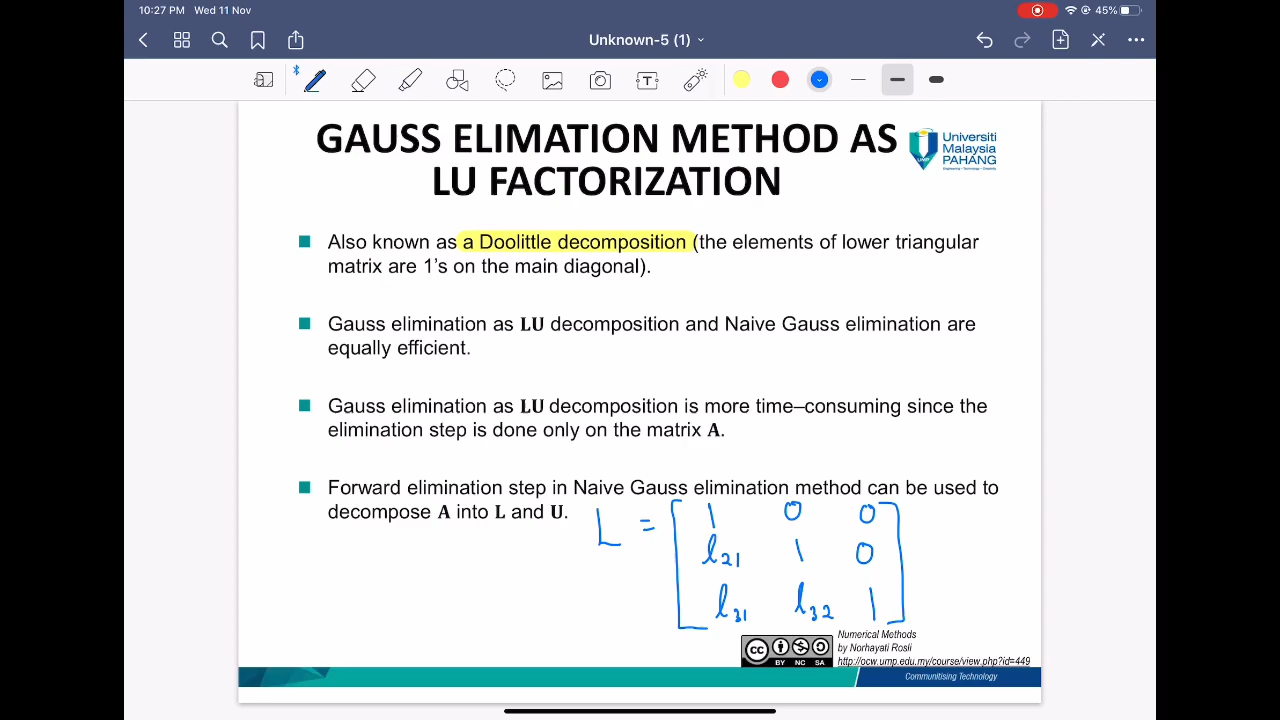 10:27 PM Wed 11 Nov
45%
Unknown-5 (1)
GAUSS ELIMATION METHOD AS
LU FACTORIZATION
Universiti
Malaysia
PAHANG
Also known as a Doolittle decomposition (the elements of lower triangular
matrix are 1's on the main diagonal).
Gauss elimination as LU decomposition and Naive Gauss elimination are
equally efficient.
Gauss elimination as LU decomposition is more time–consuming since the
elimination step is done only on the matrix A.
Forward elimination step in Naive Gauss elimination method can be used to
decompose A into L and U.
L = [ 1 0 0
l21 1 0
l31 l32 1 ]
Numerical Methods
by Norhayati Rosli
http://ocw.ump.edu.my/course/view.php?id=449
cc BY NC SA
Communitising Technology